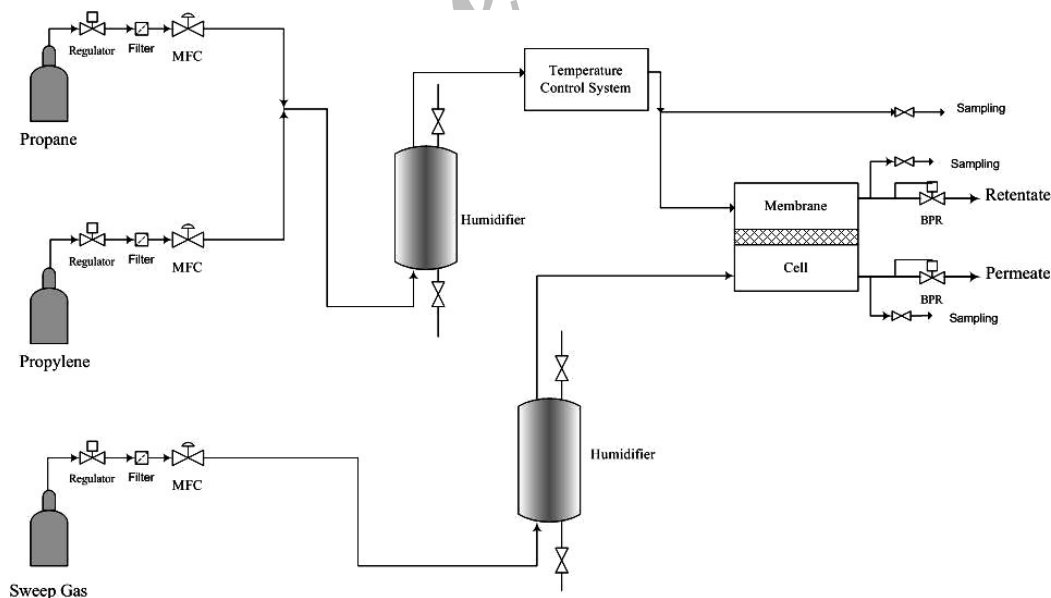 Regulator
Filter
MFC
Propane
Temperature
Control System
Sampling
Sampling
Membrane
Retentate
BPR
Humidifier
Regulator
Filter
MFC
Cell
Permeate
BPR
Sampling
Propylene
Regulator
Filter
MFC
Humidifier
Sweep Gas